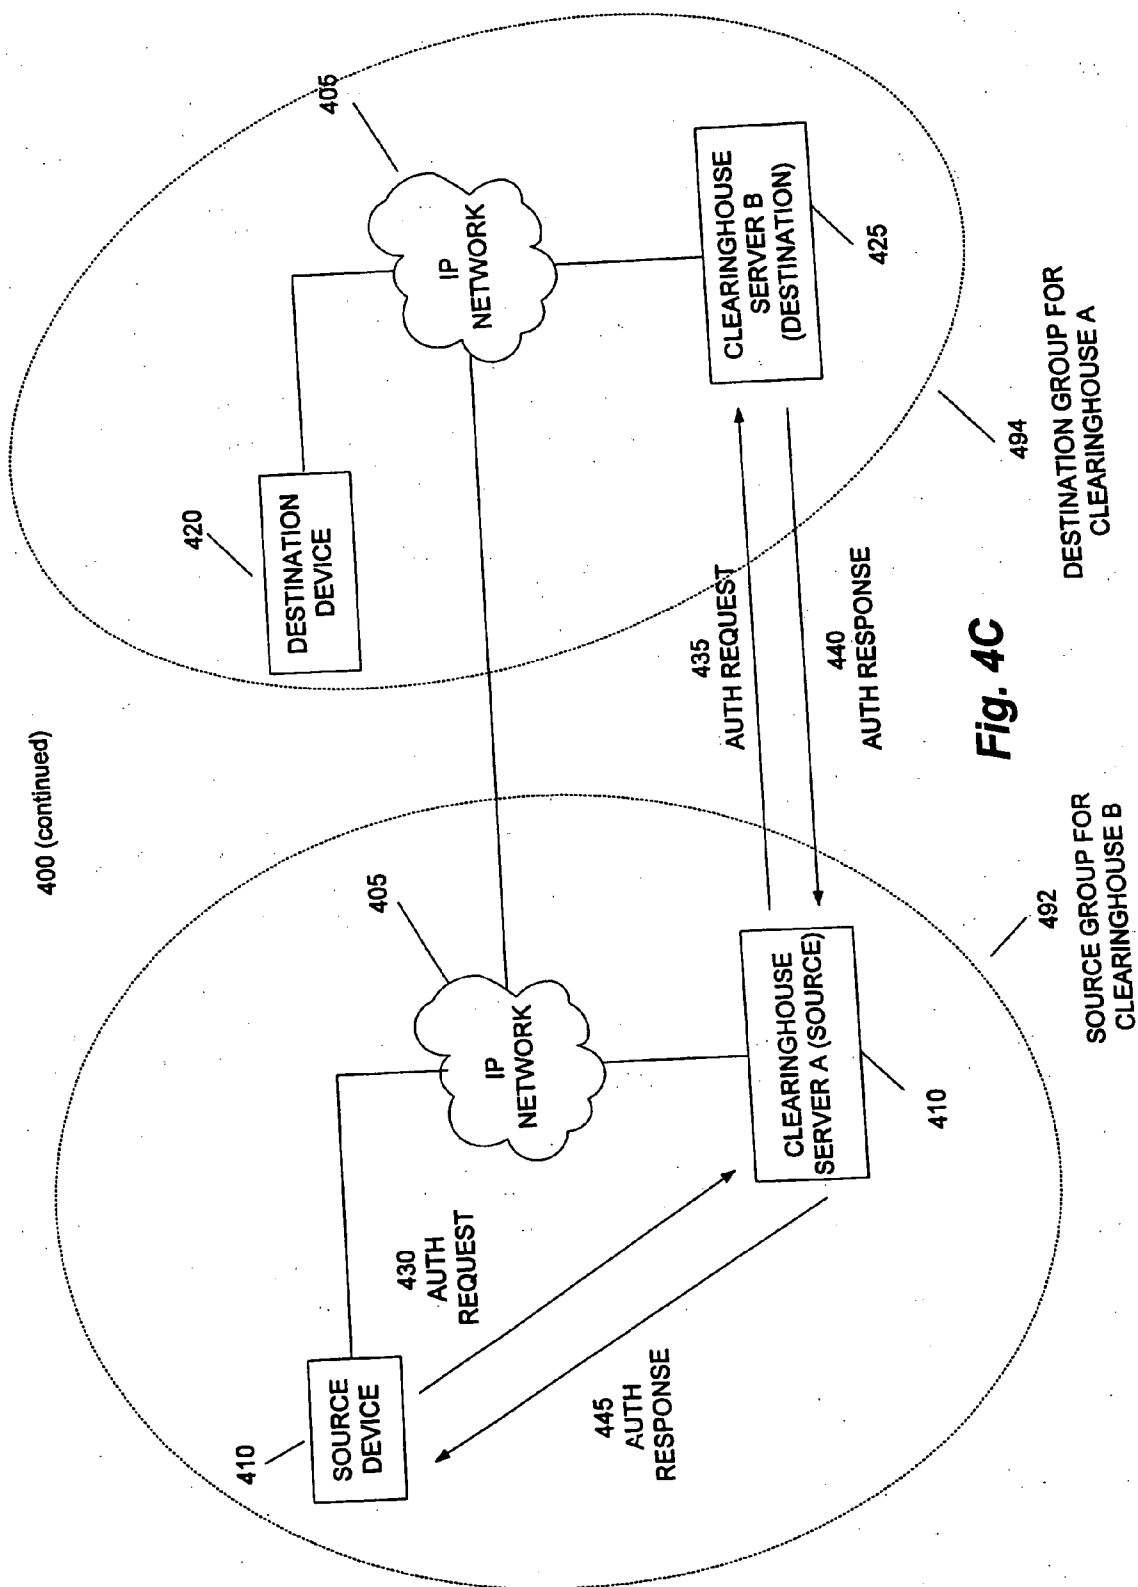 400 (continued)
410
SOURCE
DEVICE
430
AUTH
REQUEST
445
AUTH
RESPONSE
405
IP
NETWORK
CLEARINGHOUSE
SERVER A (SOURCE)
410
492
SOURCE GROUP FOR
CLEARINGHOUSE B
420
DESTINATION
DEVICE
405
IP
NETWORK
435
AUTH REQUEST
440
AUTH RESPONSE
CLEARINGHOUSE
SERVER B
(DESTINATION)
425
494
DESTINATION GROUP FOR
CLEARINGHOUSE A
Fig. 4C